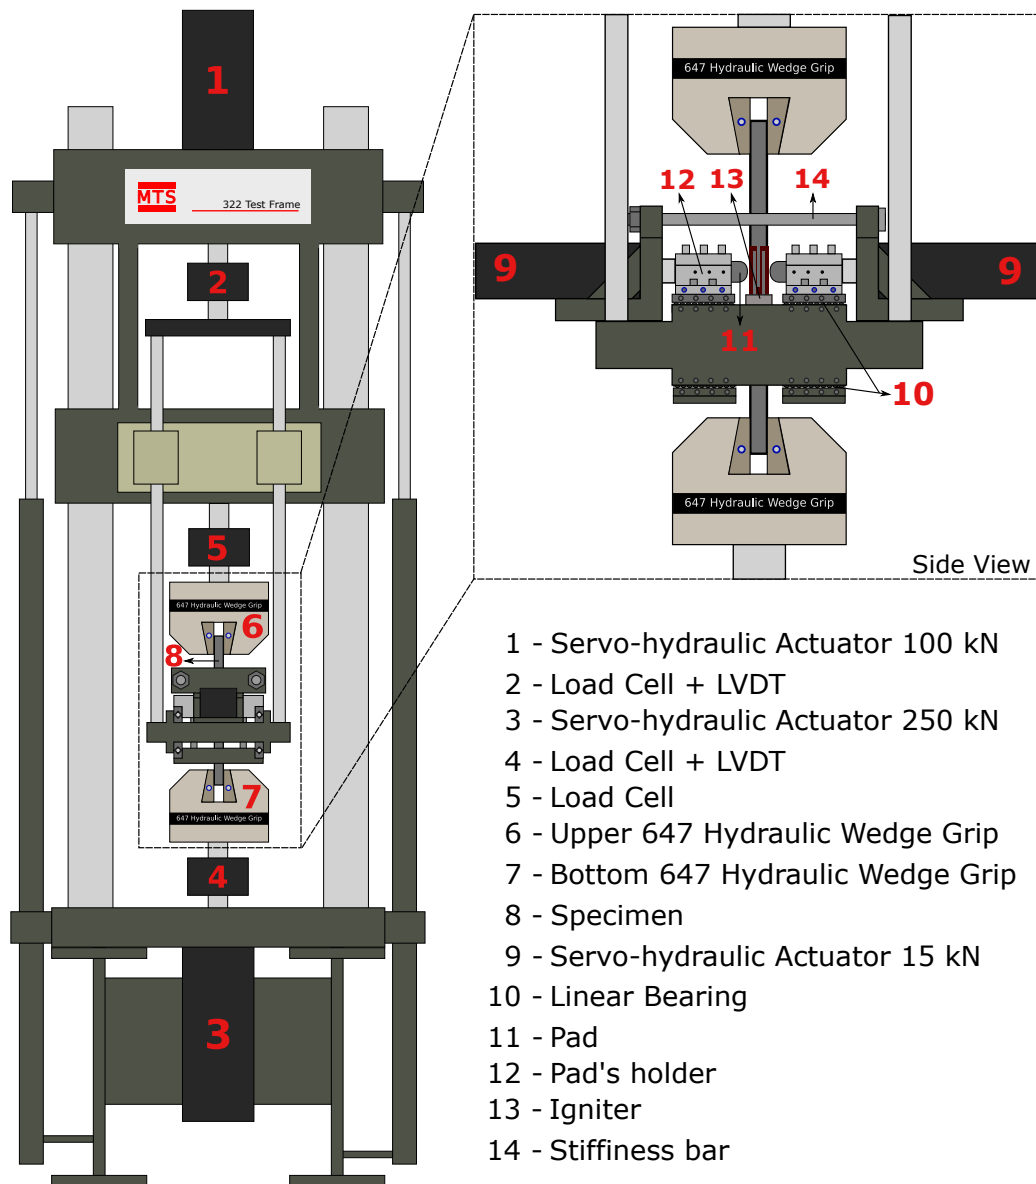 1
MTS
322 Test Frame
2
5
647 Hydraulic Wedge Grip
6
8
7
647 Hydraulic Wedge Grip
4
3
647 Hydraulic Wedge Grip
12
13
14
9
9
11
10
647 Hydraulic Wedge Grip
Side View
1 - Servo-hydraulic Actuator 100 kN
2 - Load Cell + LVDT
3 - Servo-hydraulic Actuator 250 kN
4 - Load Cell + LVDT
5 - Load Cell
6 - Upper 647 Hydraulic Wedge Grip
7 - Bottom 647 Hydraulic Wedge Grip
8 - Specimen
9 - Servo-hydraulic Actuator 15 kN
10 - Linear Bearing
11 - Pad
12 - Pad's holder
13 - Igniter
14 - Stiffiness bar